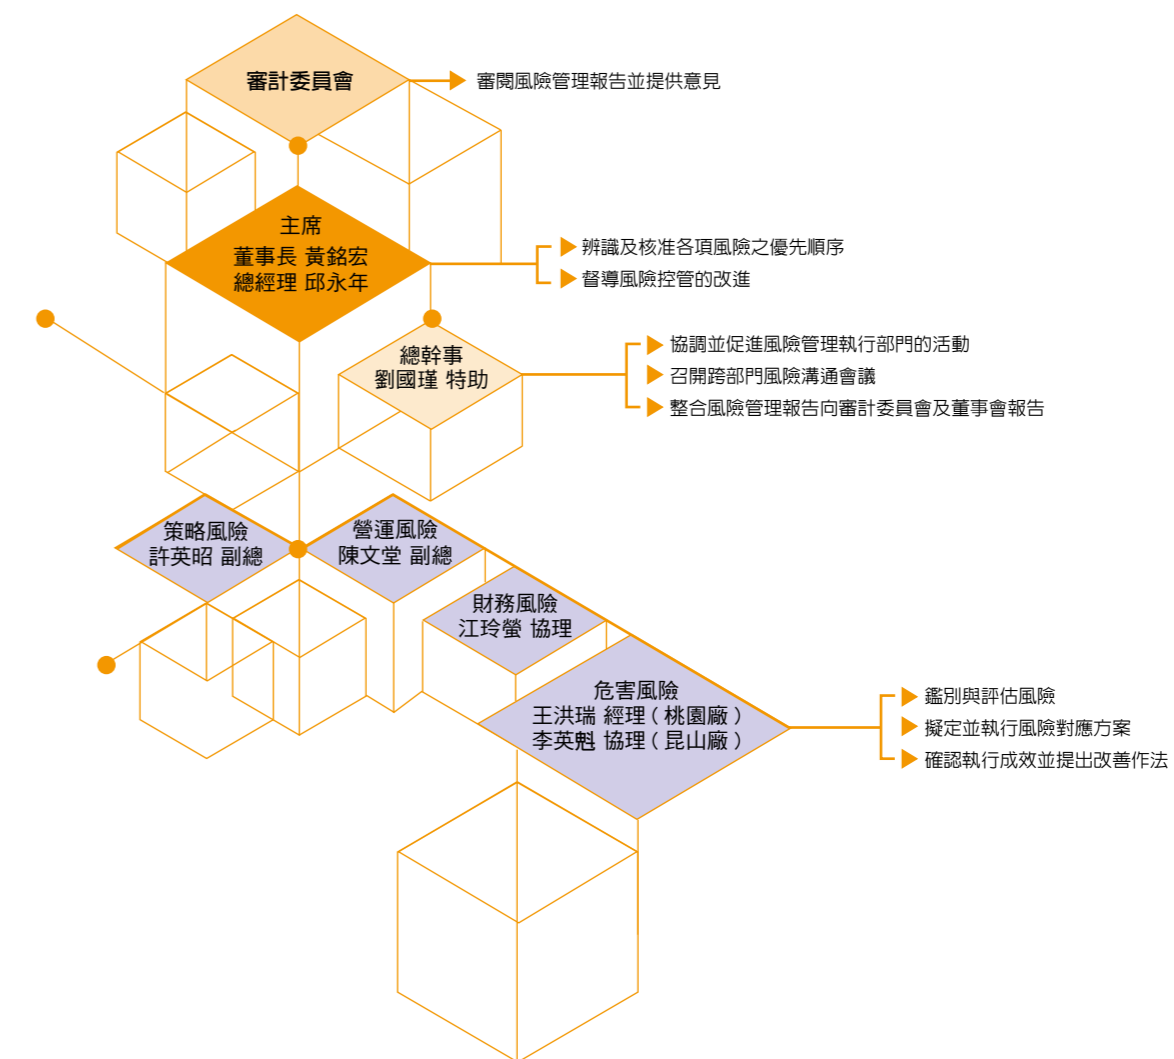 審計委員會
審閱風險管理報告並提供意見
主席
董事長 黃銘宏
總經理 邱永年
辨識及核准各項風險之優先順序
督導風險控管的改進
總幹事
劉國瑾 特助
協調並促進風險管理執行部門的活動
召開跨部門風險溝通會議
整合風險管理報告向審計委員會及董事會報告
策略風險
許英昭 副總
營運風險
陳文堂 副總
財務風險
江玲螢 協理
危害風險
王洪瑞 經理（桃園廠）
李英魁 協理（昆山廠）
鑑別與評估風險
擬定並執行風險對應方案
確認執行成效並提出改善作法